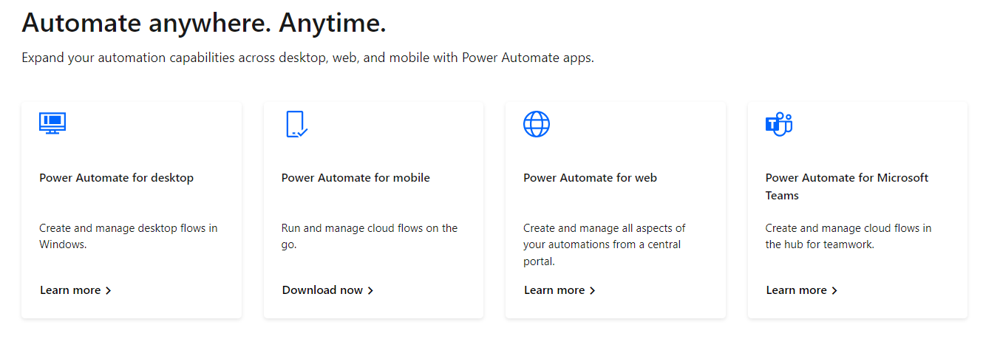 Automate anywhere. Anytime.
Expand your automation capabilities across desktop, web, and mobile with Power Automate apps.
Power Automate for desktop
Create and manage desktop flows in
Windows.
Learn more
Power Automate for mobile
Run and manage cloud flows on the
go.
Download now
Power Automate for web
Create and manage all aspects of
your automations from a central
portal.
Learn more
T
Power Automate for Microsoft
Teams
Create and manage cloud flows in
the hub for teamwork.
Learn more